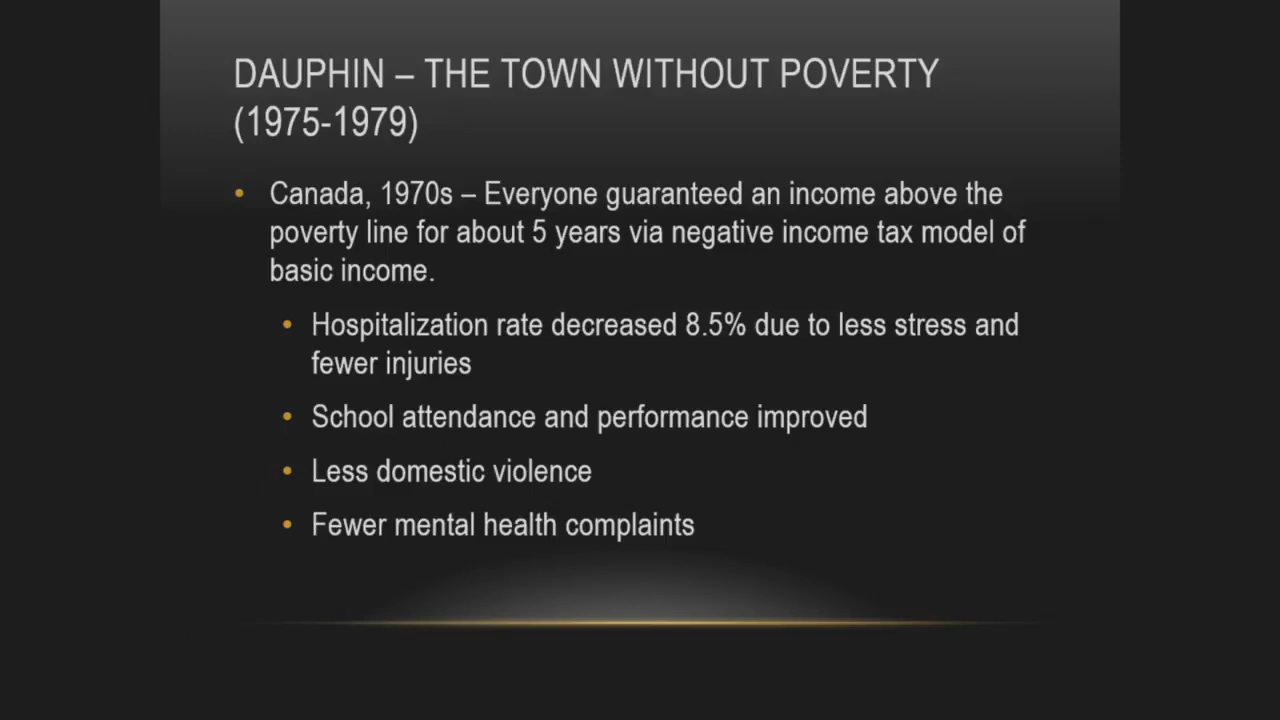 DAUPHIN – THE TOWN WITHOUT POVERTY
(1975-1979)
• Canada, 1970s – Everyone guaranteed an income above the
poverty line for about 5 years via negative income tax model of
basic income.
• Hospitalization rate decreased 8.5% due to less stress and
fewer injuries
• School attendance and performance improved
• Less domestic violence
• Fewer mental health complaints